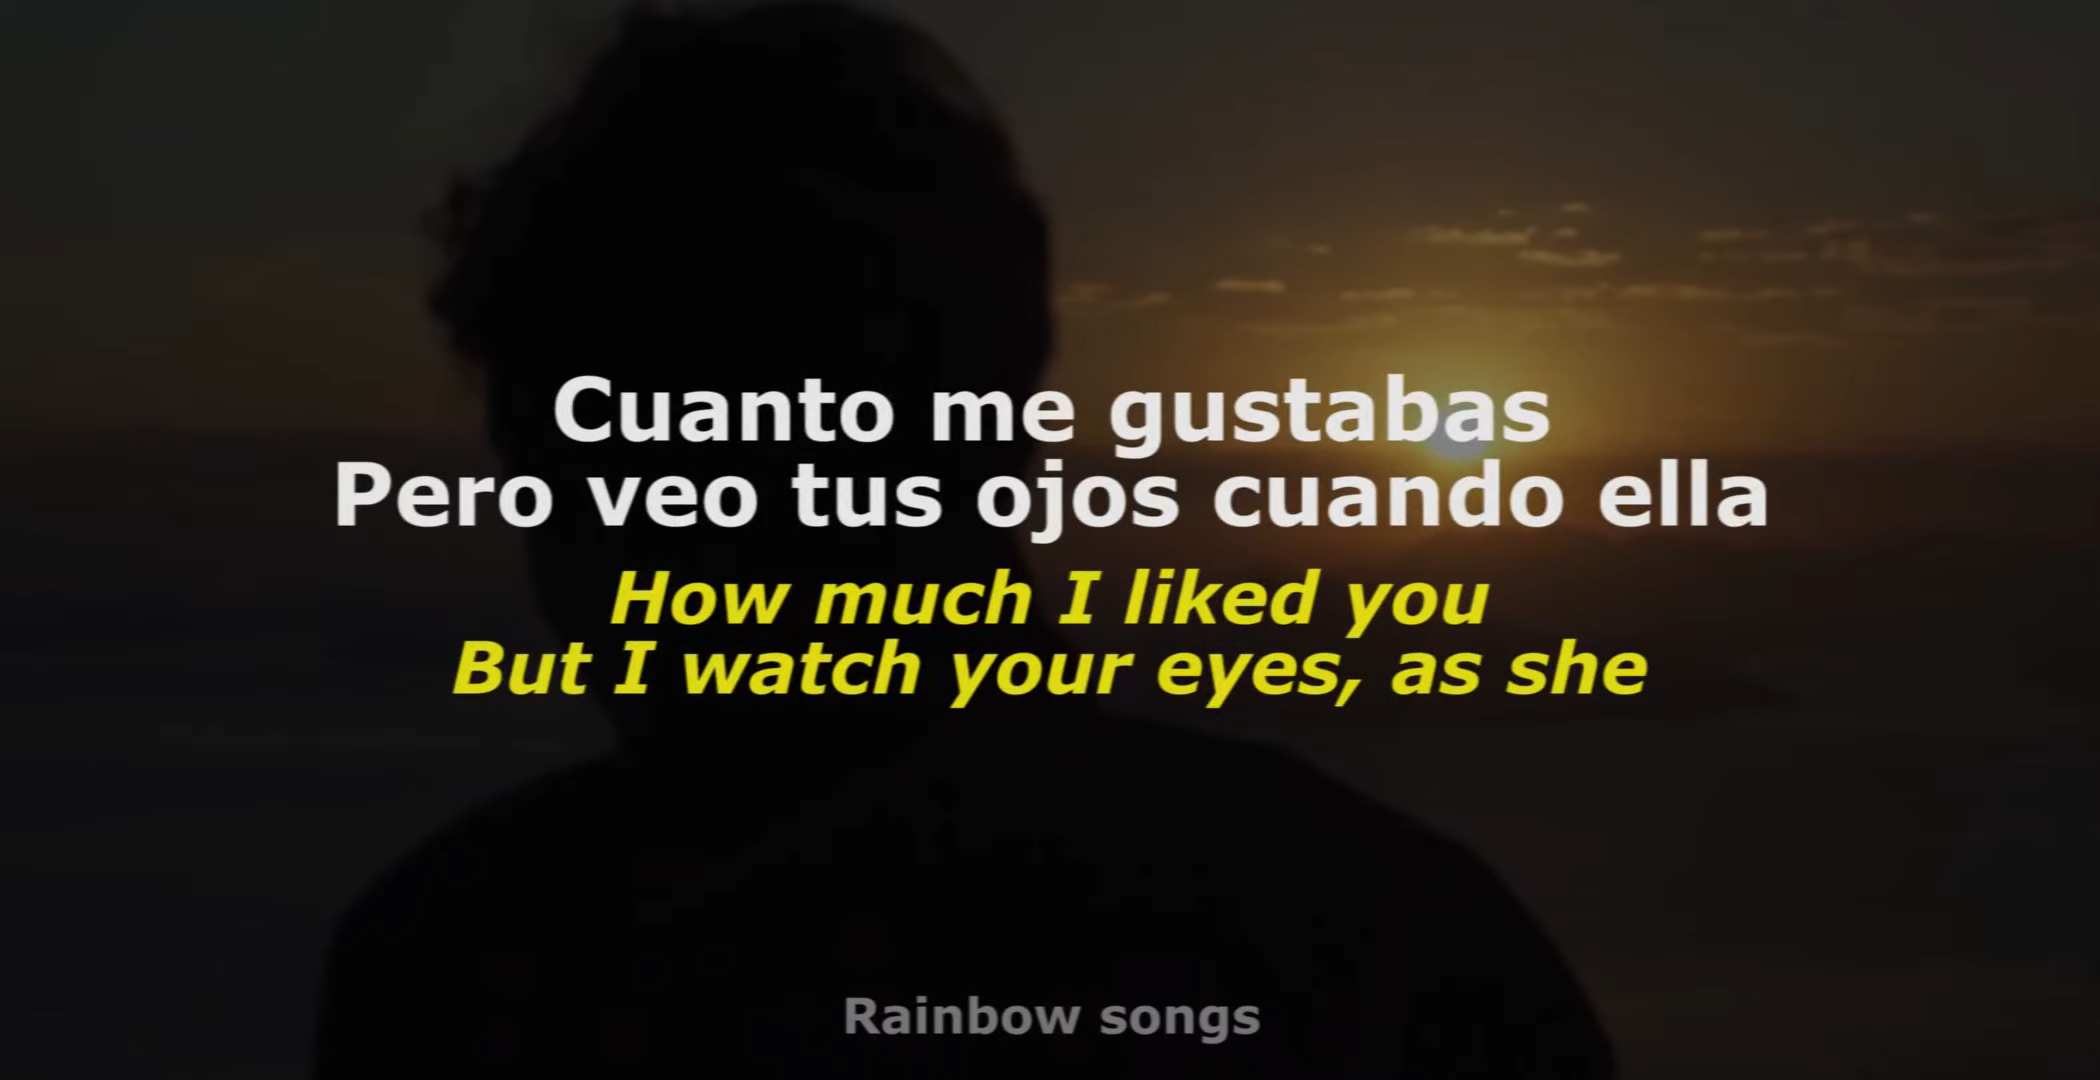 Cuanto me gustabas
Pero veo tus ojos cuando ella
How much I liked you
But I watch your eyes, as she
Rainbow songs